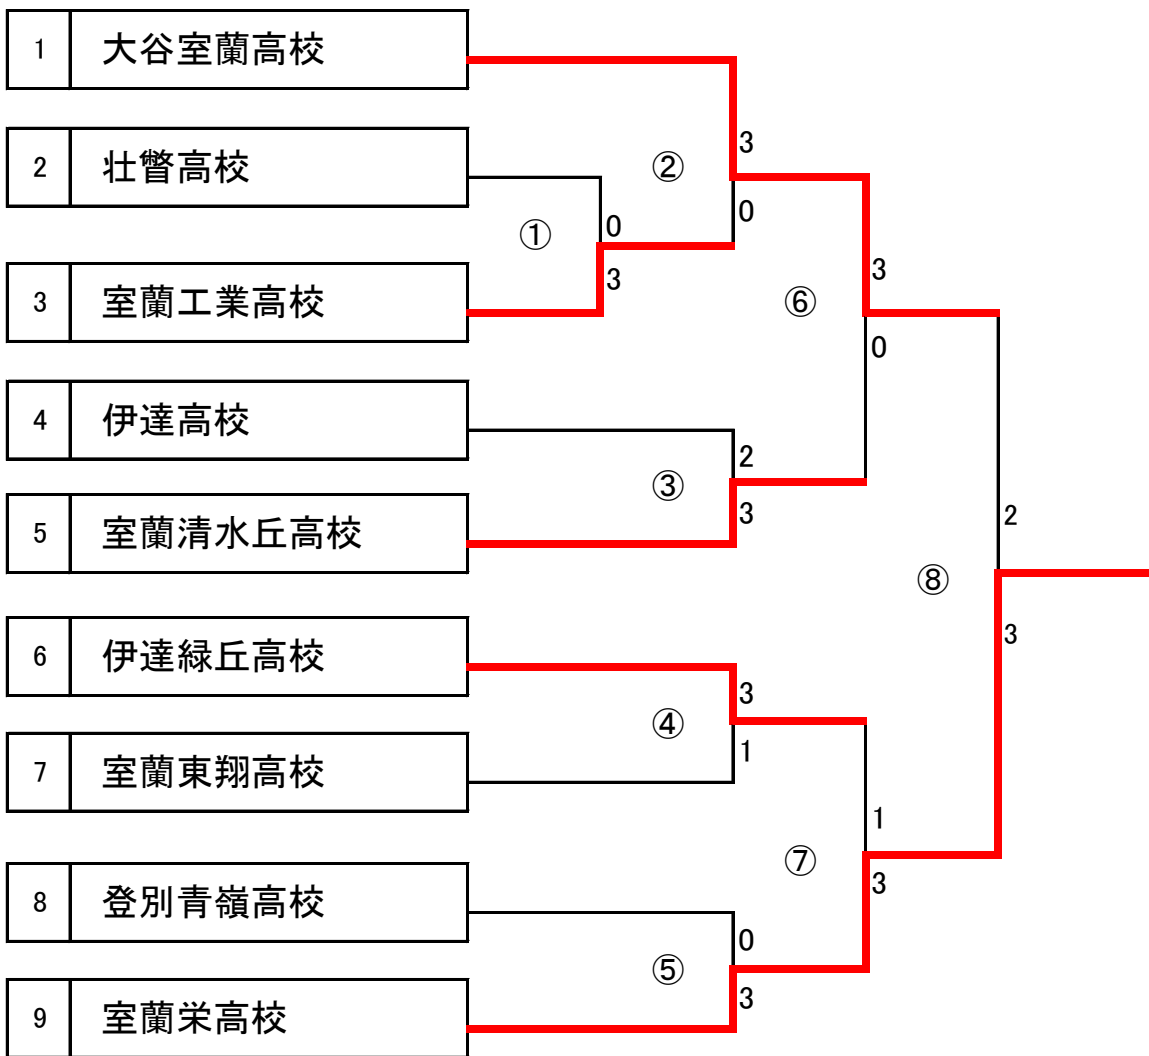 1 大谷室蘭高校
3
2 壮瞥高校
②
0
①
0
3
3 室蘭工業高校
3
⑥
0
4 伊達高校
2
③
3
5 室蘭清水丘高校
2
⑧
3
6 伊達緑丘高校
3
④
1
7 室蘭東翔高校
1
⑦
3
8 登別青嶺高校
0
⑤
3
9 室蘭栄高校